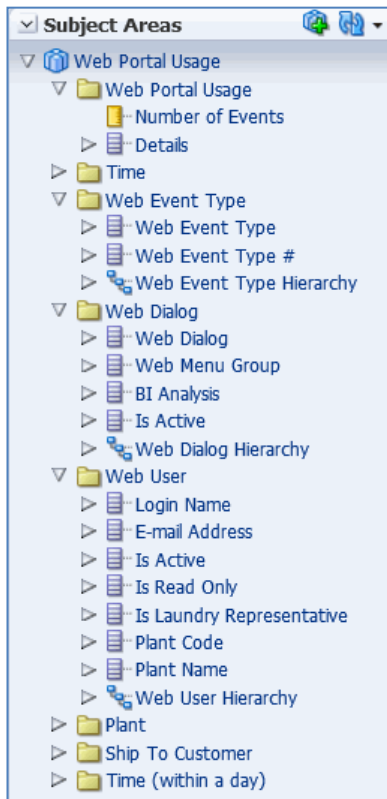 Subject Areas
Web Portal Usage
Web Portal Usage
Number of Events
Details
Time
Web Event Type
Web Event Type
Web Event Type #
Web Event Type Hierarchy
Web Dialog
Web Dialog
Web Menu Group
BI Analysis
Is Active
Web Dialog Hierarchy
Web User
Login Name
E-mail Address
Is Active
Is Read Only
Is Laundry Representative
Plant Code
Plant Name
Web User Hierarchy
Plant
Ship To Customer
Time (within a day)